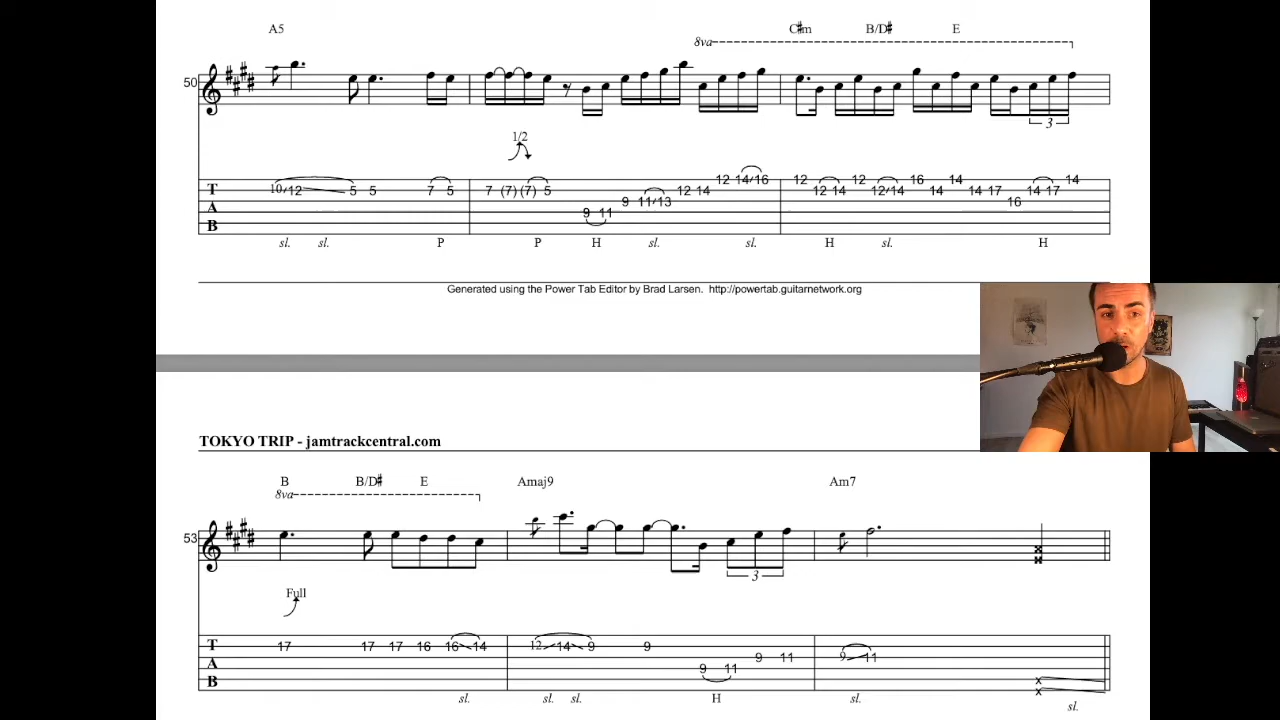 A5 8va C♯m B/D♯ E
50
3
1/2
T A B 10 12 5 5 7 5 7 (7) (7) 5 9 11 9 11 13 12 14 12 14 16 12 12 14 12 12 14 16 14 14 14 17 16 14 17 14
sl. sl. P P H sl. sl. H sl. H
Generated using the Power Tab Editor by Brad Larsen. http://powertab.guitarnetwork.org
TOKYO TRIP - jamtrackcentral.com
B B/D♯ E Amaj9 Am7
8va
53
3
Full
T A B 17 17 17 16 16 14 12 14 9 9 9 11 9 11 9 11 x x
sl. sl. sl. H sl. sl.